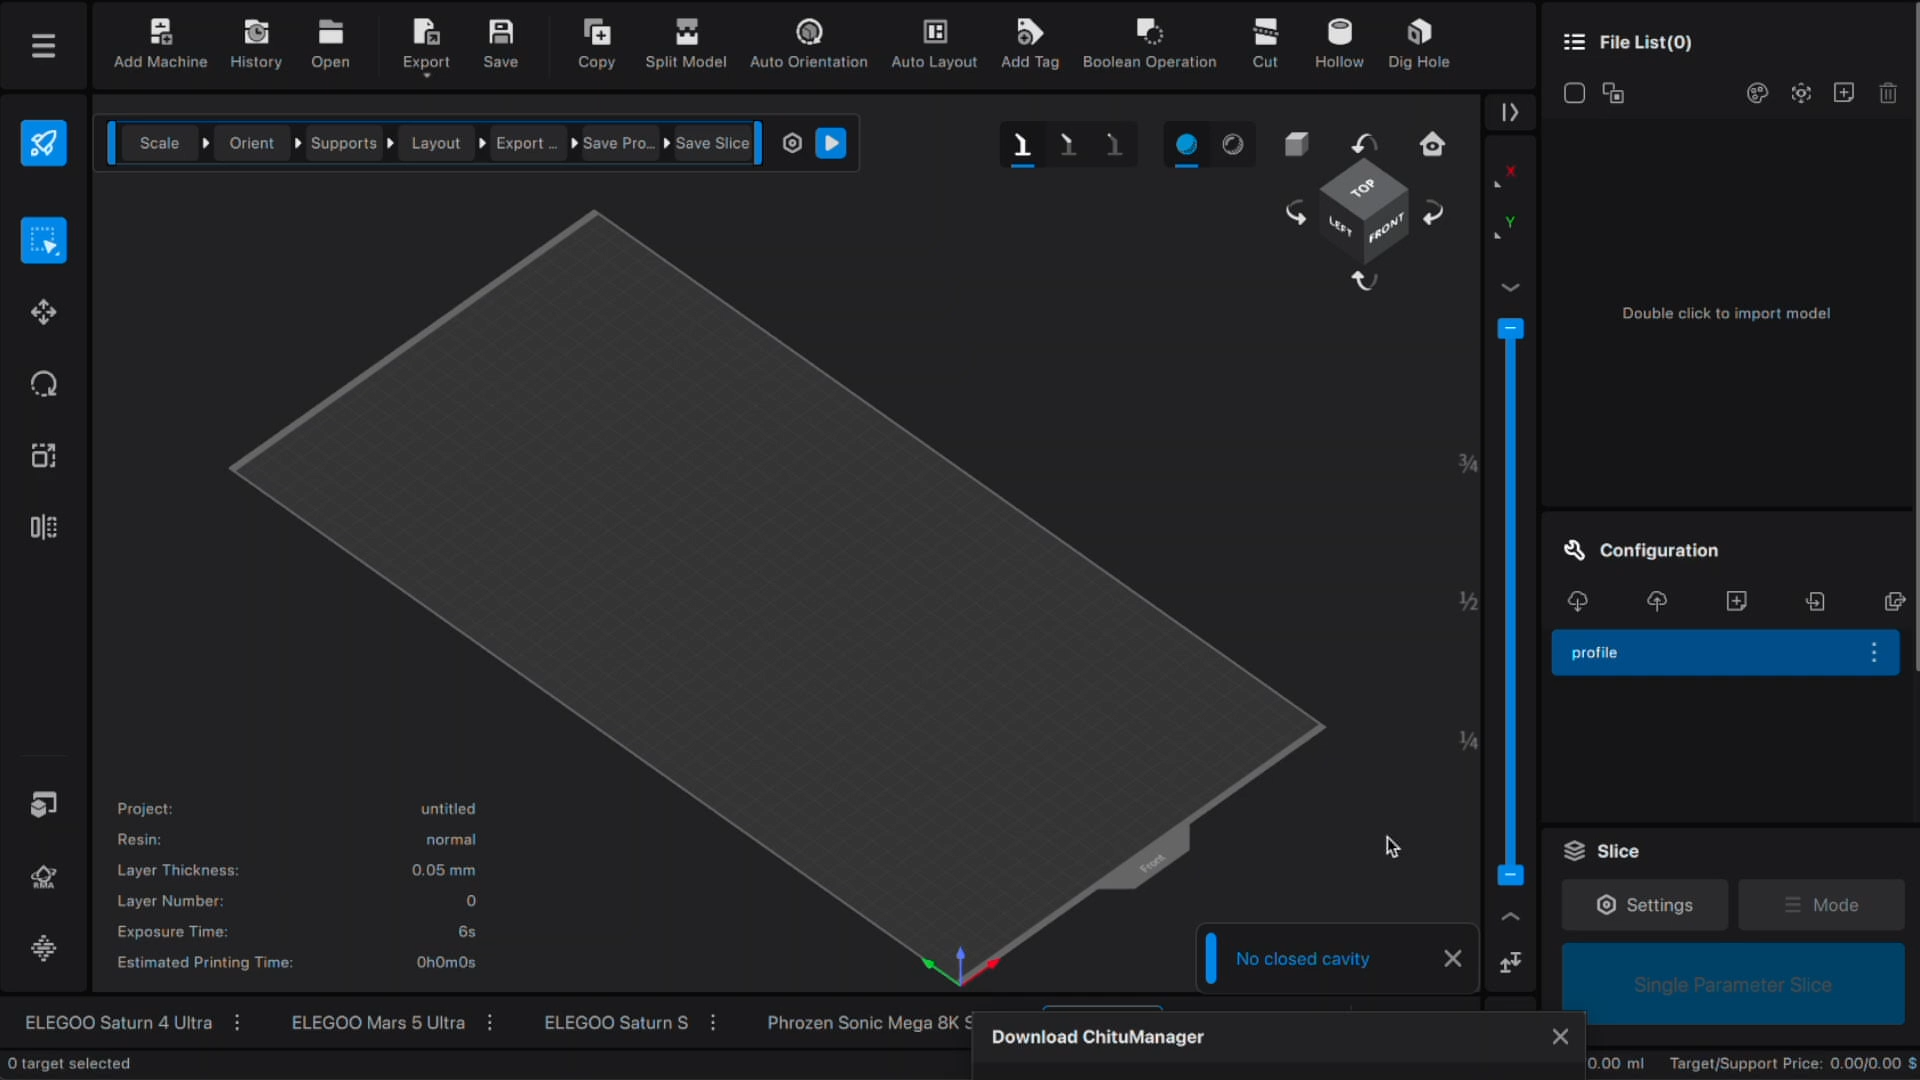 Add Machine History Open Export Save Copy Split Model Auto Orientation Auto Layout Add Tag Boolean Operation Cut Hollow Dig Hole
File List(0)
Scale Orient Supports Layout Export ... Save Pro... Save Slice
TOP
LEFT FRONT
X
Y
Double click to import model
3/4
1/2
1/4
Configuration
profile
Project: untitled
Resin: normal
Layer Thickness: 0.05 mm
Layer Number: 0
Exposure Time: 6s
Estimated Printing Time: 0h0m0s
Front
RMA
No closed cavity
Slice
Settings Mode
Single Parameter Slice
ELEGOO Saturn 4 Ultra ELEGOO Mars 5 Ultra ELEGOO Saturn S Phrozen Sonic Mega 8K S
Download ChituManager
0 target selected
0.00 ml Target/Support Price: 0.00/0.00 $